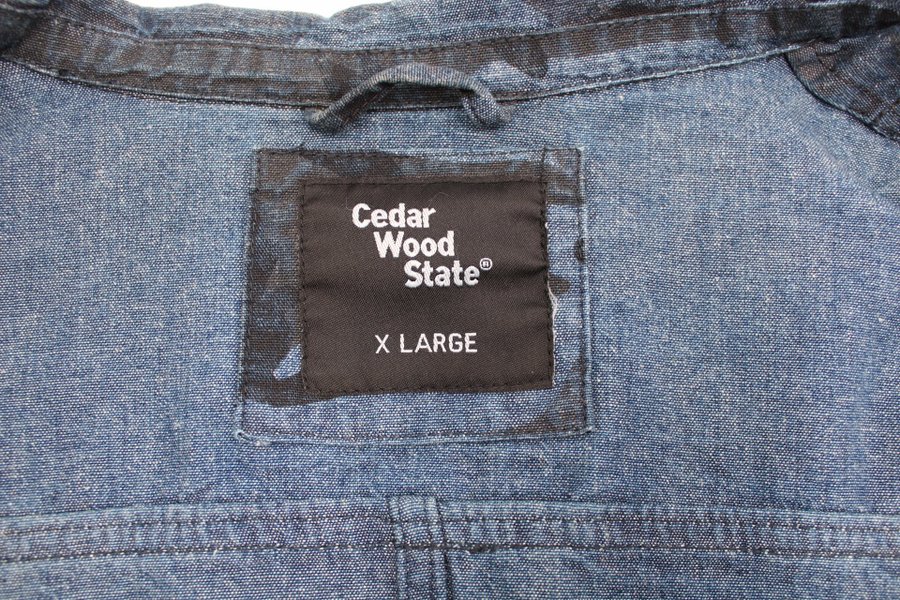 Cedar
Wood
State®
X LARGE